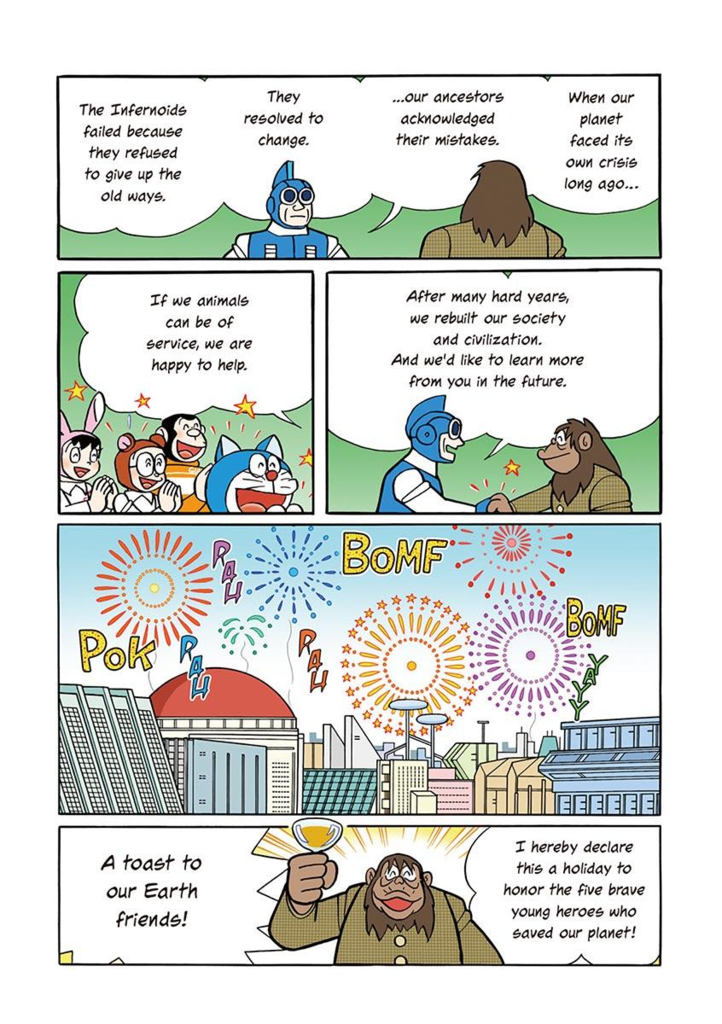 When our
planet
faced its
own crisis
long ago...
...our ancestors
acknowledged
their mistakes.
They
resolved to
change.
The Infernoids
failed because
they refused
to give up the
old ways.
After many hard years,
we rebuilt our society
and civilization.
And we'd like to learn more
from you in the future.
If we animals
can be of
service, we are
happy to help.
BOMF
YAYYY
BOMF
RAH
RAH
RAH
POK
I hereby declare
this a holiday to
honor the five brave
young heroes who
saved our planet!
A toast to
our Earth
friends!